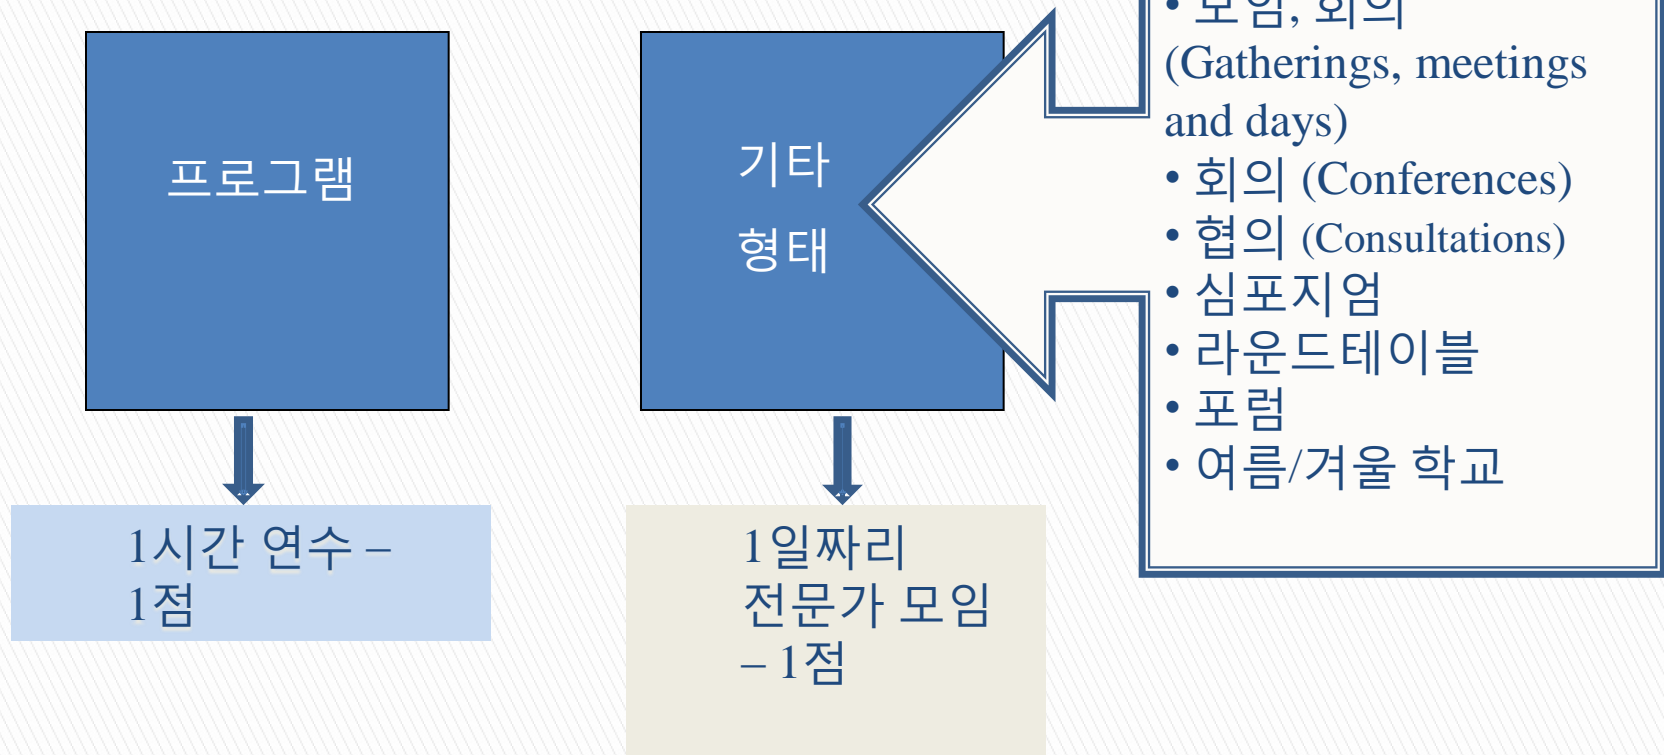 프로그램
기타
형태
• 모임, 회의
(Gatherings, meetings
and days)
• 회의 (Conferences)
• 협의 (Consultations)
• 심포지엄
• 라운드테이블
• 포럼
• 여름/겨울 학교
1시간 연수 –
1점
1일짜리
전문가 모임
– 1점